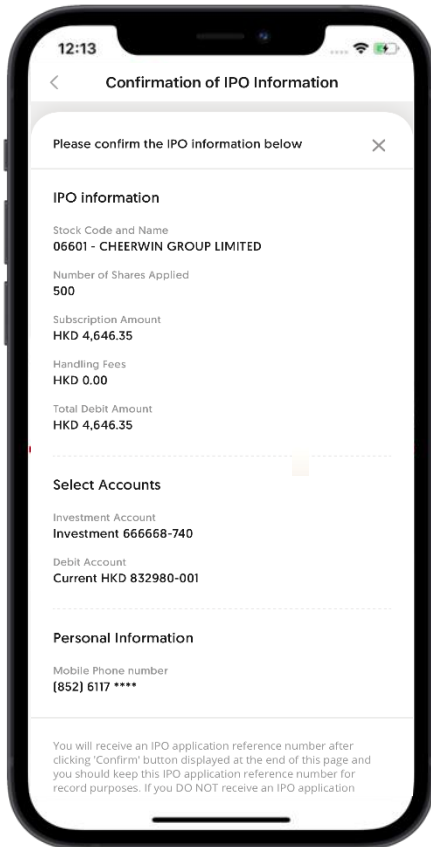 12:13
Confirmation of IPO Information
Please confirm the IPO information below
IPO information
Stock Code and Name
06601 - CHEERWIN GROUP LIMITED
Number of Shares Applied
500
Subscription Amount
HKD 4,646.35
Handling Fees
HKD 0.00
Total Debit Amount
HKD 4,646.35
Select Accounts
Investment Account
Investment 666668-740
Debit Account
Current HKD 832980-001
Personal Information
Mobile Phone number
(852) 6117 ****
You will receive an IPO application reference number after
clicking 'Confirm' button displayed at the end of this page and
you should keep this IPO application reference number for
record purposes. If you DO NOT receive an IPO application